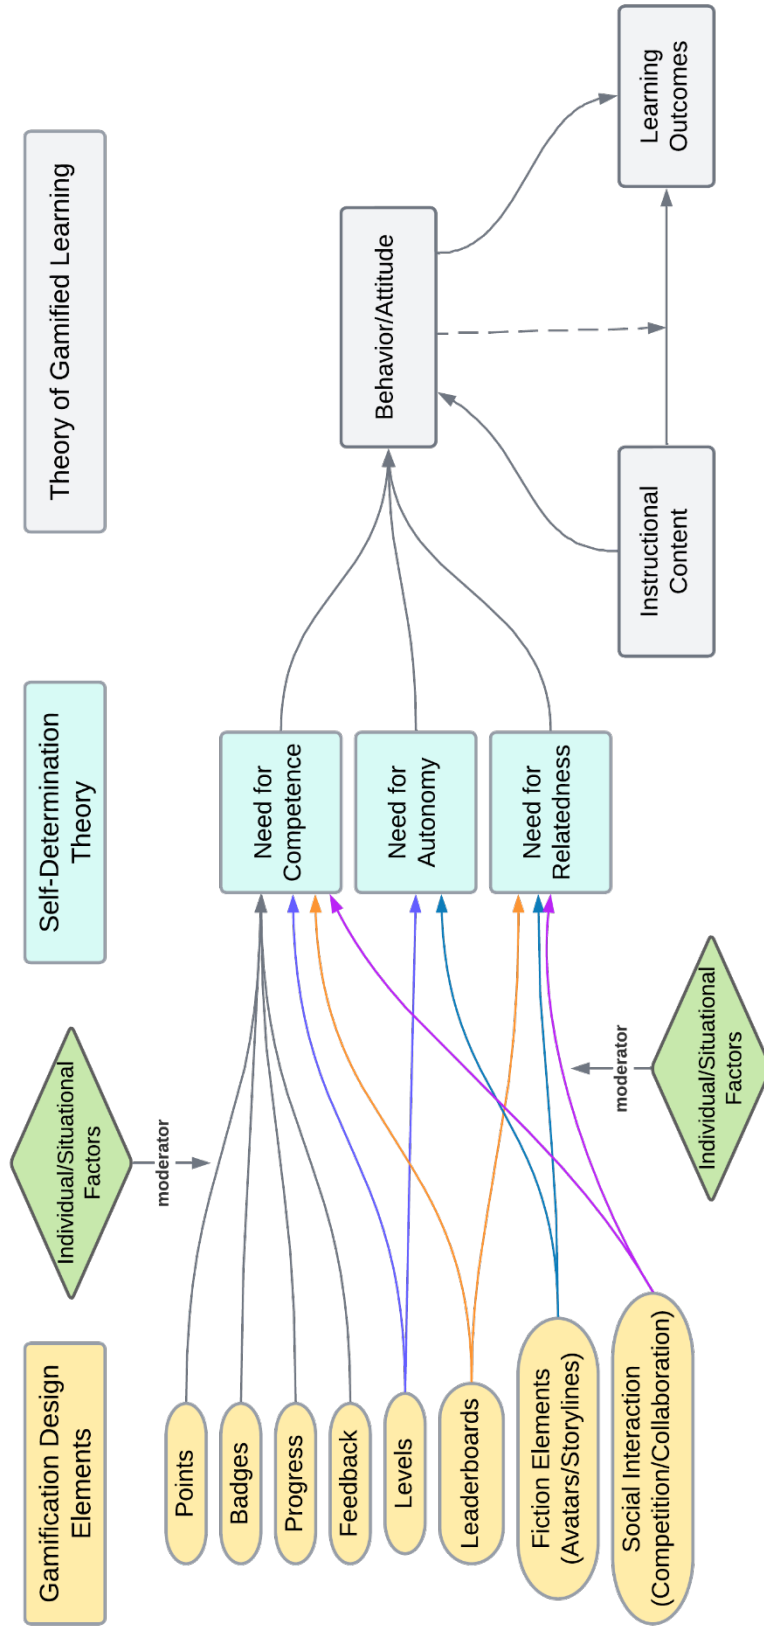 Gamification Design
Elements
Self-Determination
Theory
Theory of Gamified Learning
Individual/Situational
Factors
moderator
Points
Badges
Progress
Feedback
Levels
Leaderboards
Fiction Elements
(Avatars/Storylines)
Social Interaction
(Competition/Collaboration)
Need for
Competence
Need for
Autonomy
Need for
Relatedness
moderator
Individual/Situational
Factors
Behavior/Attitude
Instructional
Content
Learning
Outcomes